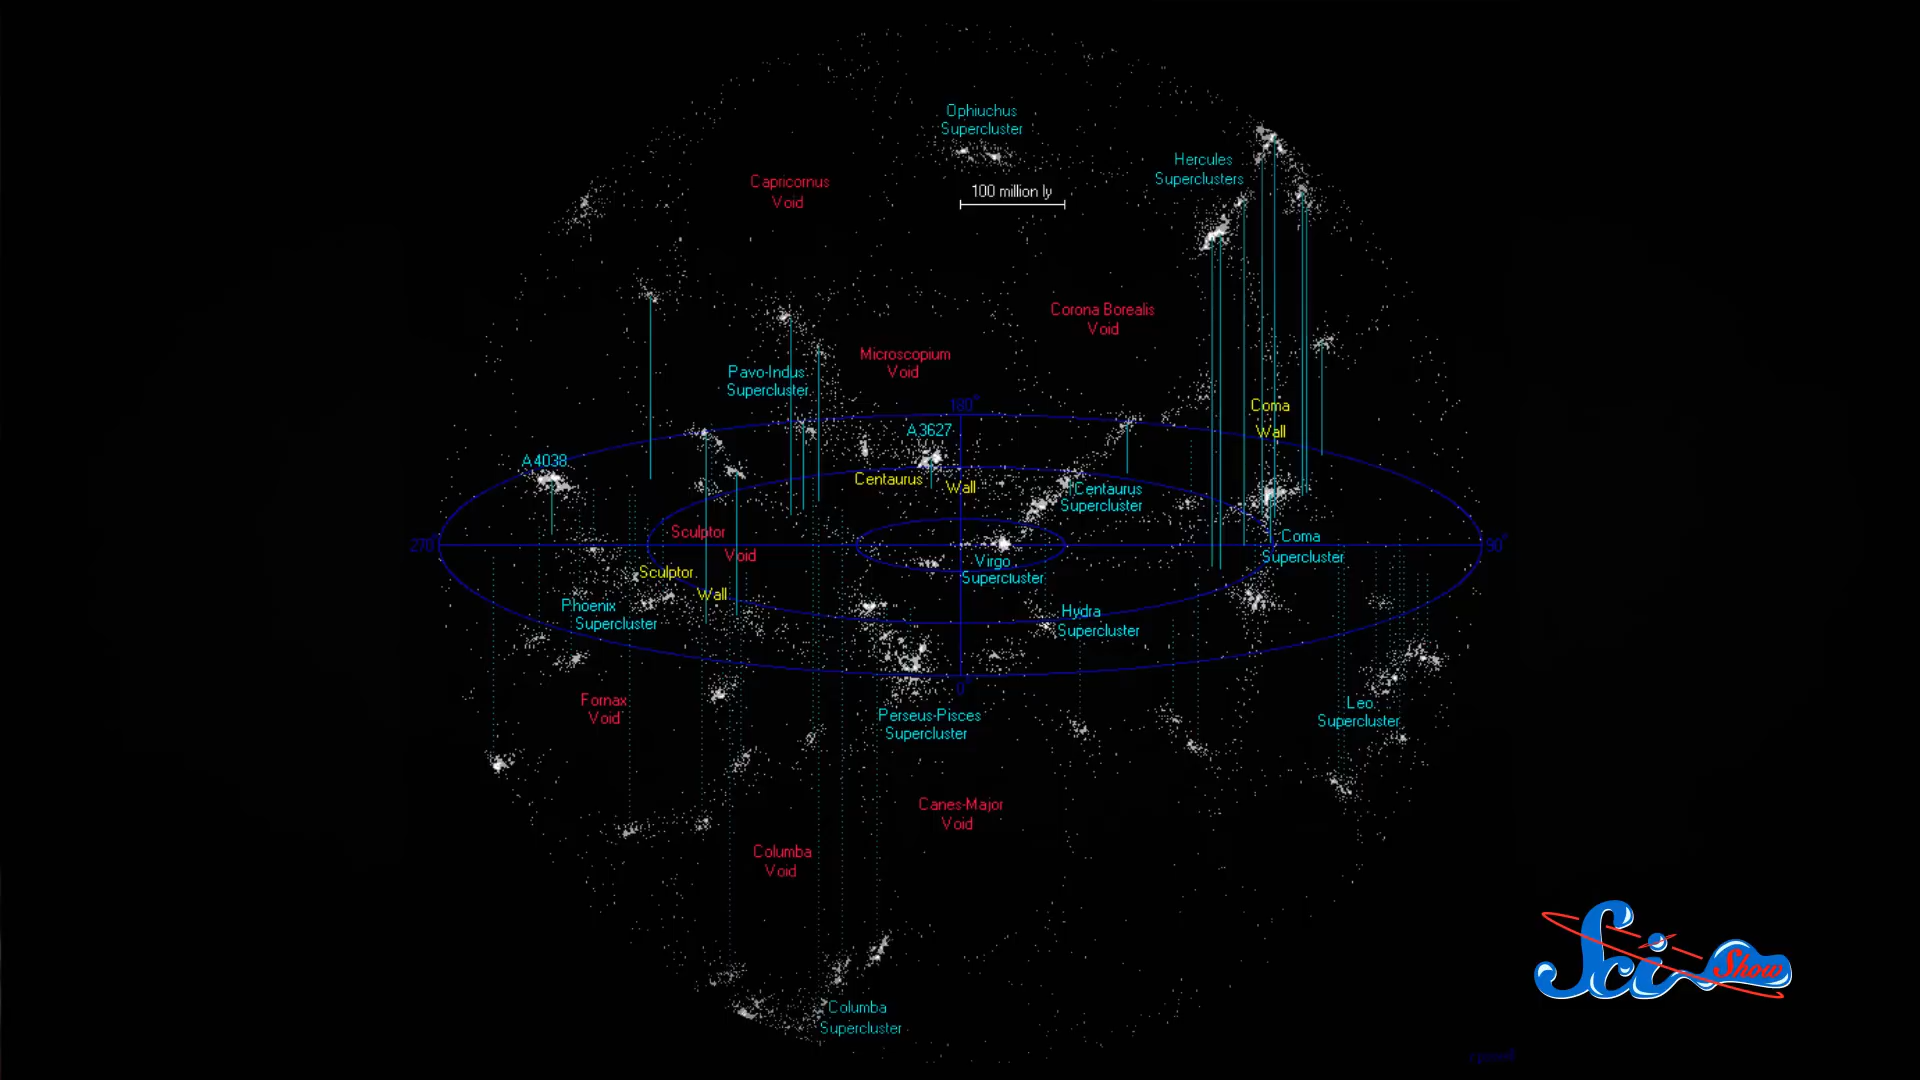 Ophiuchus
Supercluster
Hercules
Superclusters
Capricornus
Void
100 million ly
Corona Borealis
Void
Microscopium
Void
Pavo-Indus
Supercluster
180°
Coma
Wall
A3627
A4038
Centaurus
Wall
Centaurus
Supercluster
Sculptor
Void
270°
90°
Coma
Supercluster
Virgo
Supercluster
Sculptor
Wall
Phoenix
Supercluster
Hydra
Supercluster
0°
Fornax
Void
Perseus-Pisces
Supercluster
Leo
Supercluster
Canes-Major
Void
Columba
Void
Columba
Supercluster
Sci Show